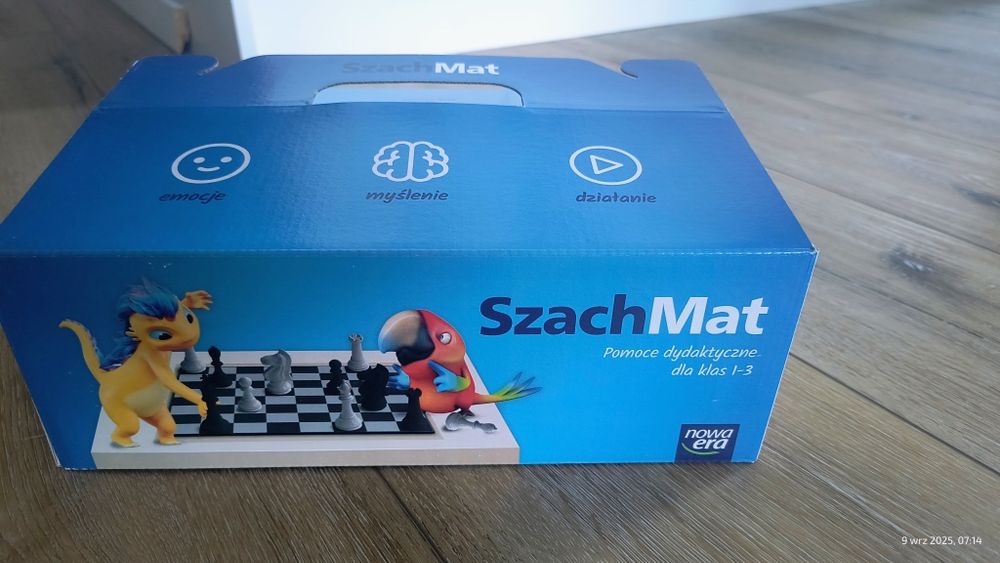 SzachMat
emocje
myślenie
działanie
SzachMat
Pomoce dydaktyczne
dla klas 1-3
nowa
era
9 wrz 2025, 07:14